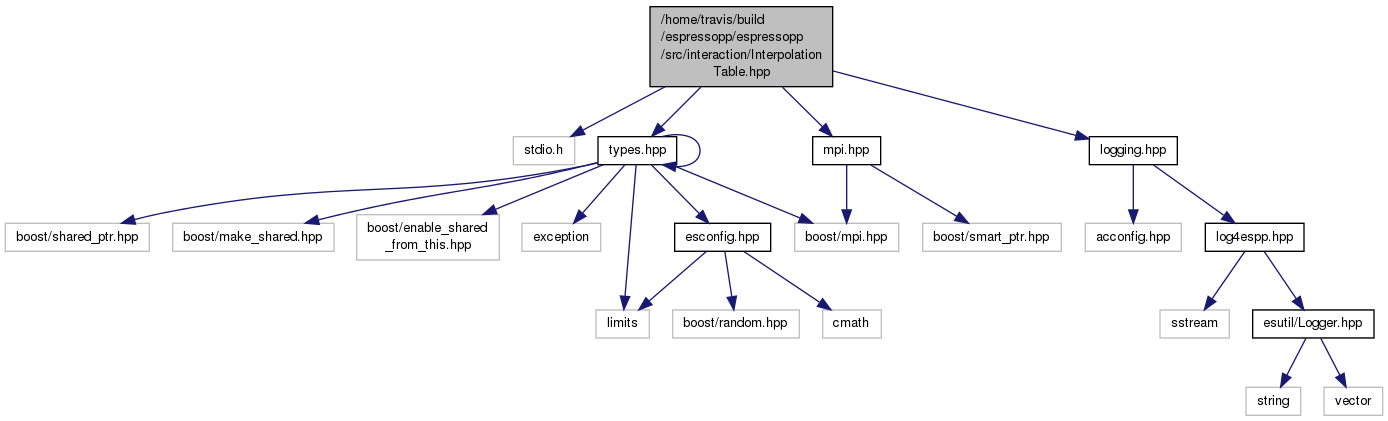 /home/travis/build
/espressopp/espressopp
/src/interaction/Interpolation
Table.hpp
stdio.h
types.hpp
mpi.hpp
logging.hpp
boost/shared_ptr.hpp
boost/make_shared.hpp
boost/enable_shared
_from_this.hpp
exception
esconfig.hpp
boost/mpi.hpp
boost/smart_ptr.hpp
acconfig.hpp
log4espp.hpp
limits
boost/random.hpp
cmath
sstream
esutil/Logger.hpp
string
vector